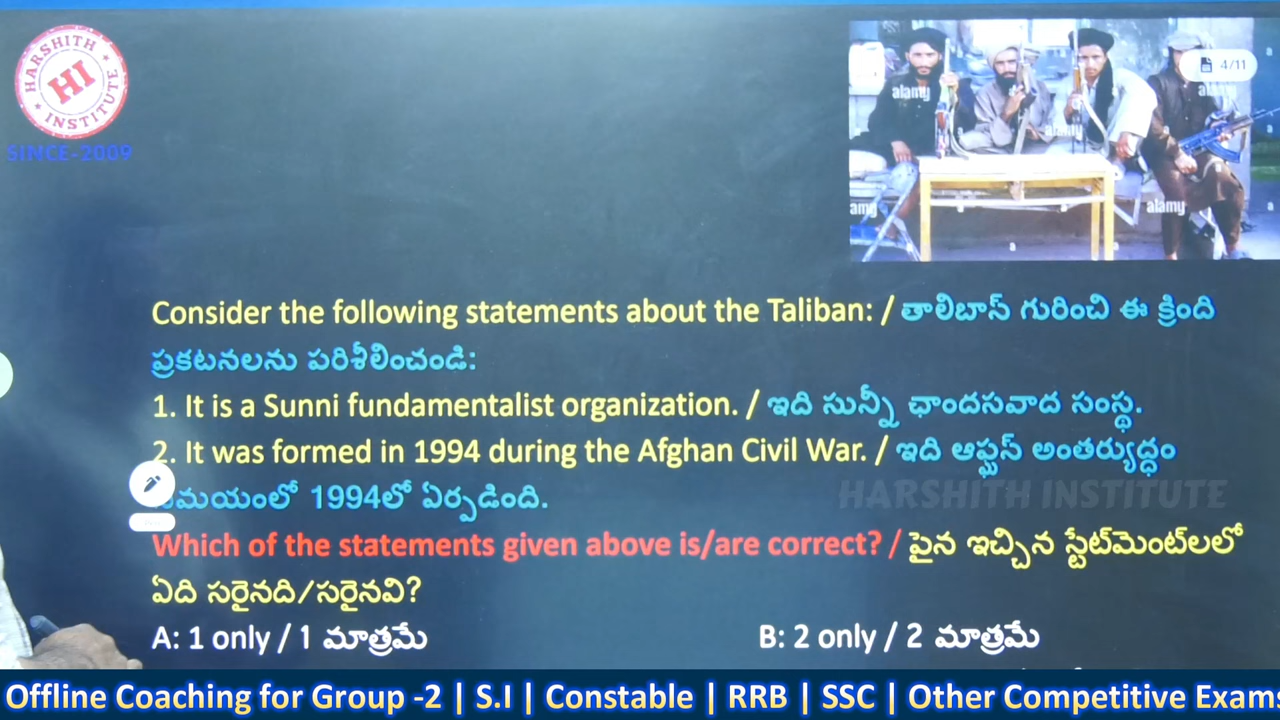 HARSHITH
HI
INSTITUTE
SINCE-2009
4/11
alamy
alamy
alamy
alamy
a
a
a
Consider the following statements about the Taliban: / తాలిబాన్ గురించి ఈ క్రింది
ప్రకటనలను పరిశీలించండి:
1. It is a Sunni fundamentalist organization. / ఇది సున్నీ ఛాందసవాద సంస్థ.
2. It was formed in 1994 during the Afghan Civil War. / ఇది ఆఫ్ఘన్ అంతర్యుద్ధం
సమయంలో 1994లో ఏర్పడింది.
HARSHITH INSTITUTE
Which of the statements given above is/are correct? / పైన ఇచ్చిన స్టేట్‌మెంట్‌లలో
ఏది సరైనది/సరైనవి?
A: 1 only / 1 మాత్రమే
B: 2 only / 2 మాత్రమే
Offline Coaching for Group -2 | S.I | Constable | RRB | SSC | Other Competitive Exams